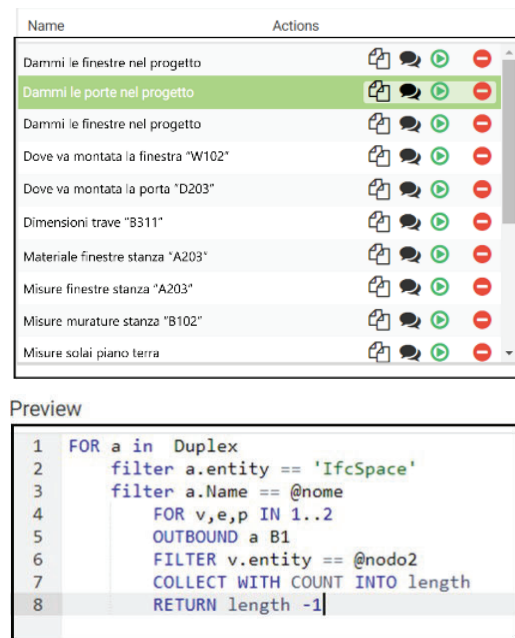 Name Actions
Dammi le finestre nel progetto
Dammi le porte nel progetto
Dammi le finestre nel progetto
Dove va montata la finestra "W102"
Dove va montata la porta "D203"
Dimensioni trave "B311"
Materiale finestre stanza "A203"
Misure finestre stanza "A203"
Misure murature stanza "B102"
Misure solai piano terra
Preview
1 FOR a in Duplex
2 filter a.entity == 'IfcSpace'
3 filter a.Name == @nome
4 FOR v,e,p IN 1..2
5 OUTBOUND a B1
6 FILTER v.entity == @nodo2
7 COLLECT WITH COUNT INTO length
8 RETURN length -1